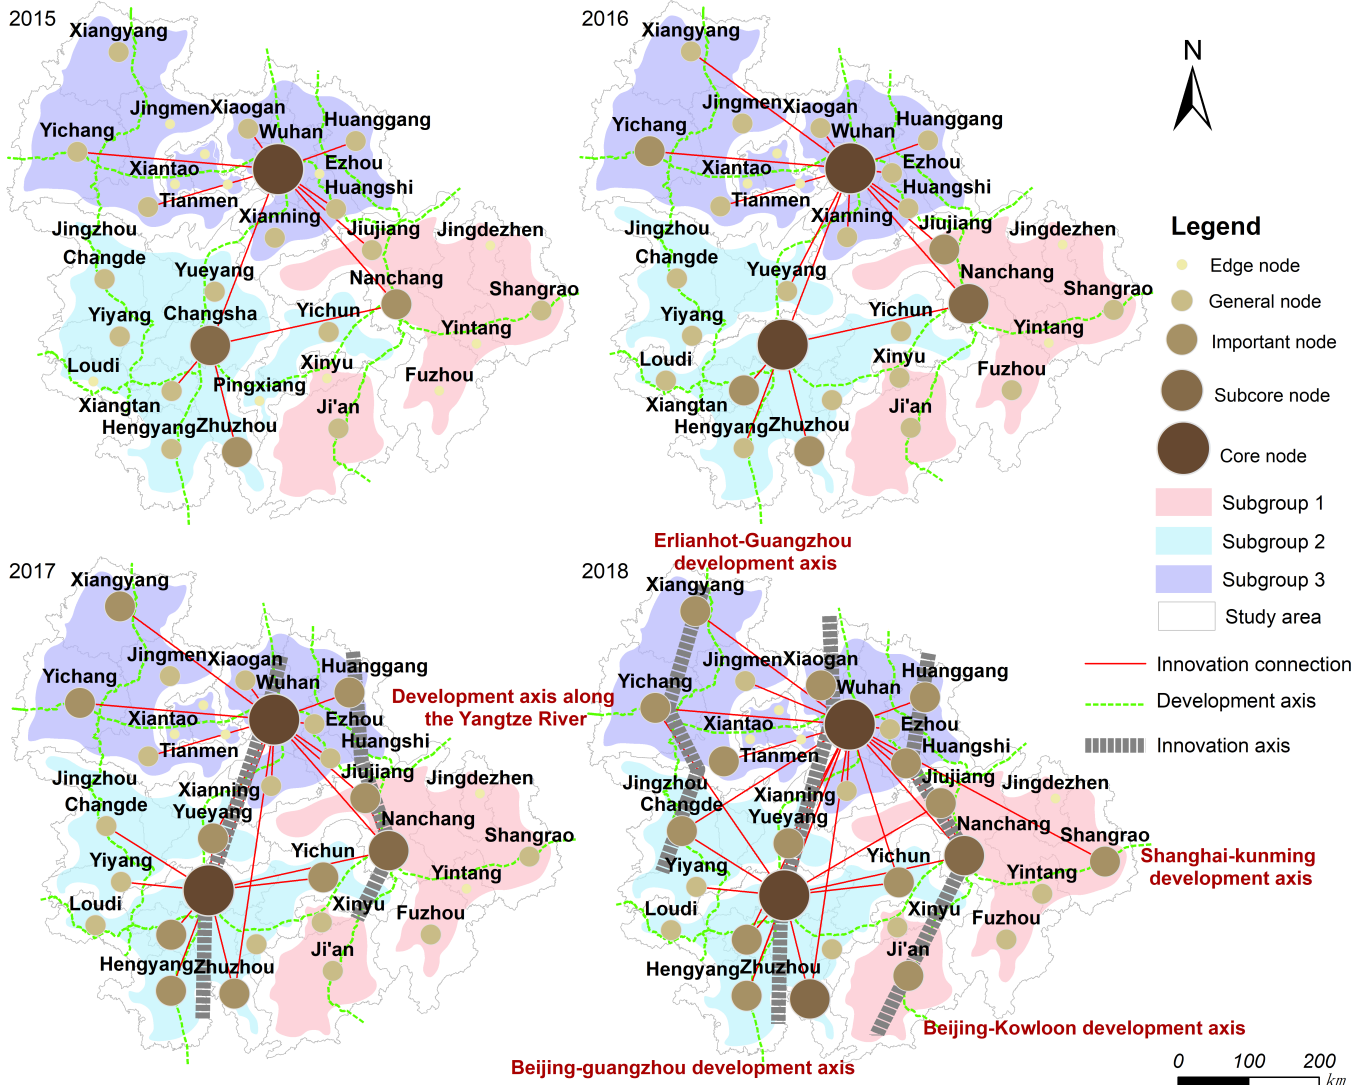 2015
Xiangyang
Jingmen
Xiaogan
Yichang
Wuhan
Huanggang
Xiantao
Ezhou
Tianmen
Huangshi
Xianning
Jingzhou
Jiujiang
Jingdezhen
Changde
Yueyang
Nanchang
Shangrao
Yiyang
Changsha
Yichun
Yintang
Loudi
Xinyu
Fuzhou
Pingxiang
Xiangtan
Ji'an
Hengyang
Zhuzhou
2016
Xiangyang
Jingmen
Xiaogan
Yichang
Wuhan
Huanggang
Xiantao
Ezhou
Tianmen
Huangshi
Xianning
Jingzhou
Jiujiang
Jingdezhen
Changde
Yueyang
Nanchang
Shangrao
Yiyang
Yichun
Yintang
Loudi
Xinyu
Fuzhou
Xiangtan
Ji'an
Hengyang
Zhuzhou
N
Legend
Edge node
General node
Important node
Subcore node
Core node
Subgroup 1
Subgroup 2
Subgroup 3
Study area
Innovation connection
Development axis
Innovation axis
2017
Xiangyang
Jingmen
Xiaogan
Yichang
Wuhan
Huanggang
Xiantao
Ezhou
Tianmen
Huangshi
Jingzhou
Jiujiang
Jingdezhen
Xianning
Changde
Yueyang
Nanchang
Shangrao
Yiyang
Yichun
Yintang
Loudi
Xinyu
Fuzhou
Ji'an
Hengyang
Zhuzhou
Development axis along
the Yangtze River
Erlianhot-Guangzhou
development axis
2018
Xiangyang
Jingmen
Xiaogan
Yichang
Wuhan
Huanggang
Xiantao
Ezhou
Tianmen
Huangshi
Jingzhou
Jiujiang
Jingdezhen
Xianning
Changde
Yueyang
Nanchang
Shangrao
Yiyang
Yichun
Yintang
Loudi
Xinyu
Fuzhou
Ji'an
Hengyang
Zhuzhou
Shanghai-kunming
development axis
Beijing-Kowloon development axis
Beijing-guangzhou development axis
0 100 200
km